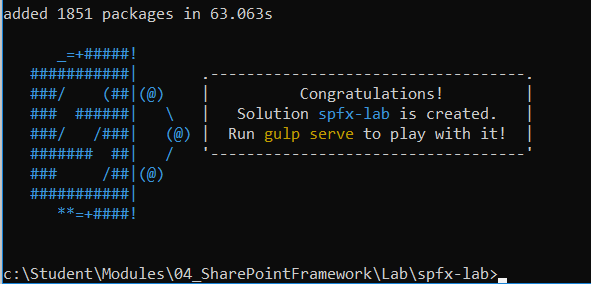 added 1851 packages in 63.063s
      _=+#####!
   ###########|      .-----------------------------------.
   ###/    (##|(@)    |          Congratulations!         |
   ###  ######|   \   |   Solution spfx-lab is created.   |
   ###/   /###|   (@) |  Run gulp serve to play with it!  |
   #######  ##|   /   '-----------------------------------'
   ###     /##|(@)
   ###########|
      **=+####!
c:\Student\Modules\04_SharePointFramework\Lab\spfx-lab>_